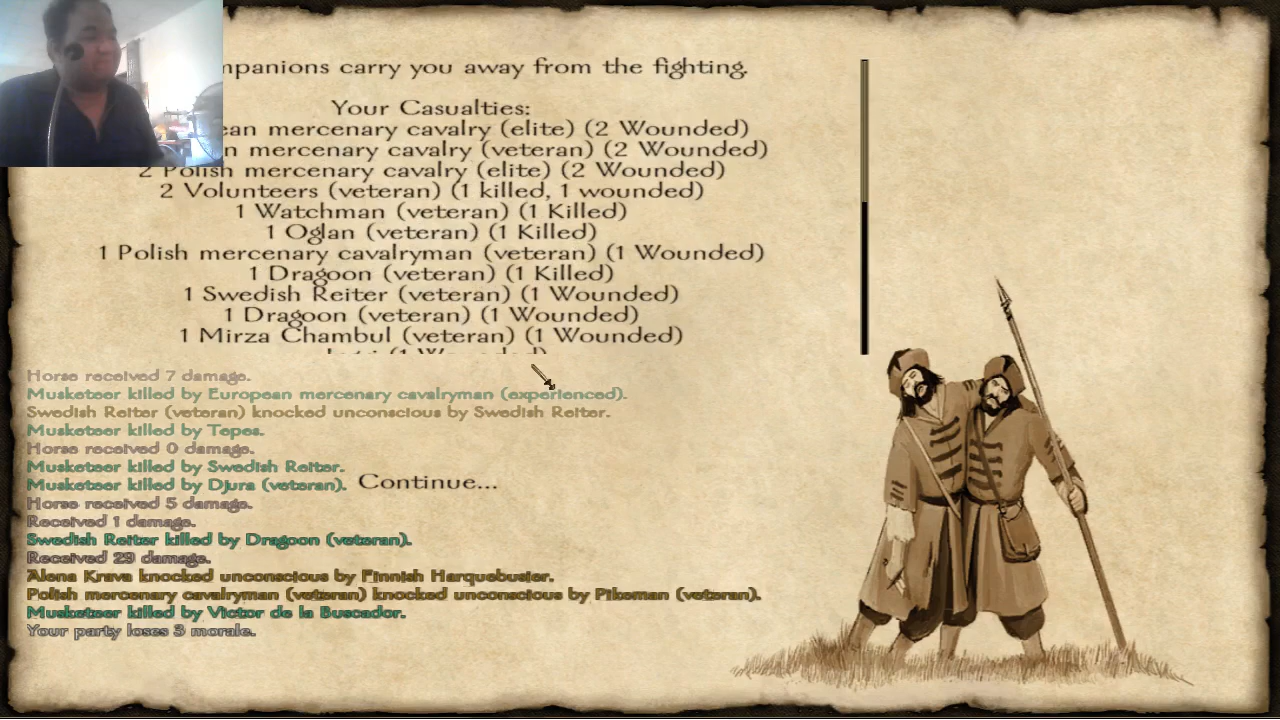 companions carry you away from the fighting.
Your Casualties:
mercenary cavalry (elite) (2 Wounded)
mercenary cavalry (veteran) (2 Wounded)
2 Polish mercenary cavalry (elite) (2 Wounded)
2 Volunteers (veteran) (1 killed, 1 wounded)
1 Watchman (veteran) (1 Killed)
1 Oglan (veteran) (1 Killed)
1 Polish mercenary cavalryman (veteran) (1 Wounded)
1 Dragoon (veteran) (1 Killed)
1 Swedish Reiter (veteran) (1 Wounded)
1 Dragoon (veteran) (1 Wounded)
1 Mirza Chambul (veteran) (1 Wounded)
(1 Wounded)
Horse received 7 damage.
Musketeer killed by European mercenary cavalryman (experienced).
Swedish Reiter (veteran) knocked unconscious by Swedish Reiter.
Musketeer killed by Tepes.
Horse received 0 damage.
Musketeer killed by Swedish Reiter.
Musketeer killed by Djura (veteran).
Continue...
Horse received 5 damage.
Received 1 damage.
Swedish Reiter killed by Dragoon (veteran).
Received 29 damage.
Alena Krava knocked unconscious by Finnish Harquebusier.
Polish mercenary cavalryman (veteran) knocked unconscious by Pikeman (veteran).
Musketeer killed by Victor de la Buscador.
Your party loses 3 morale.